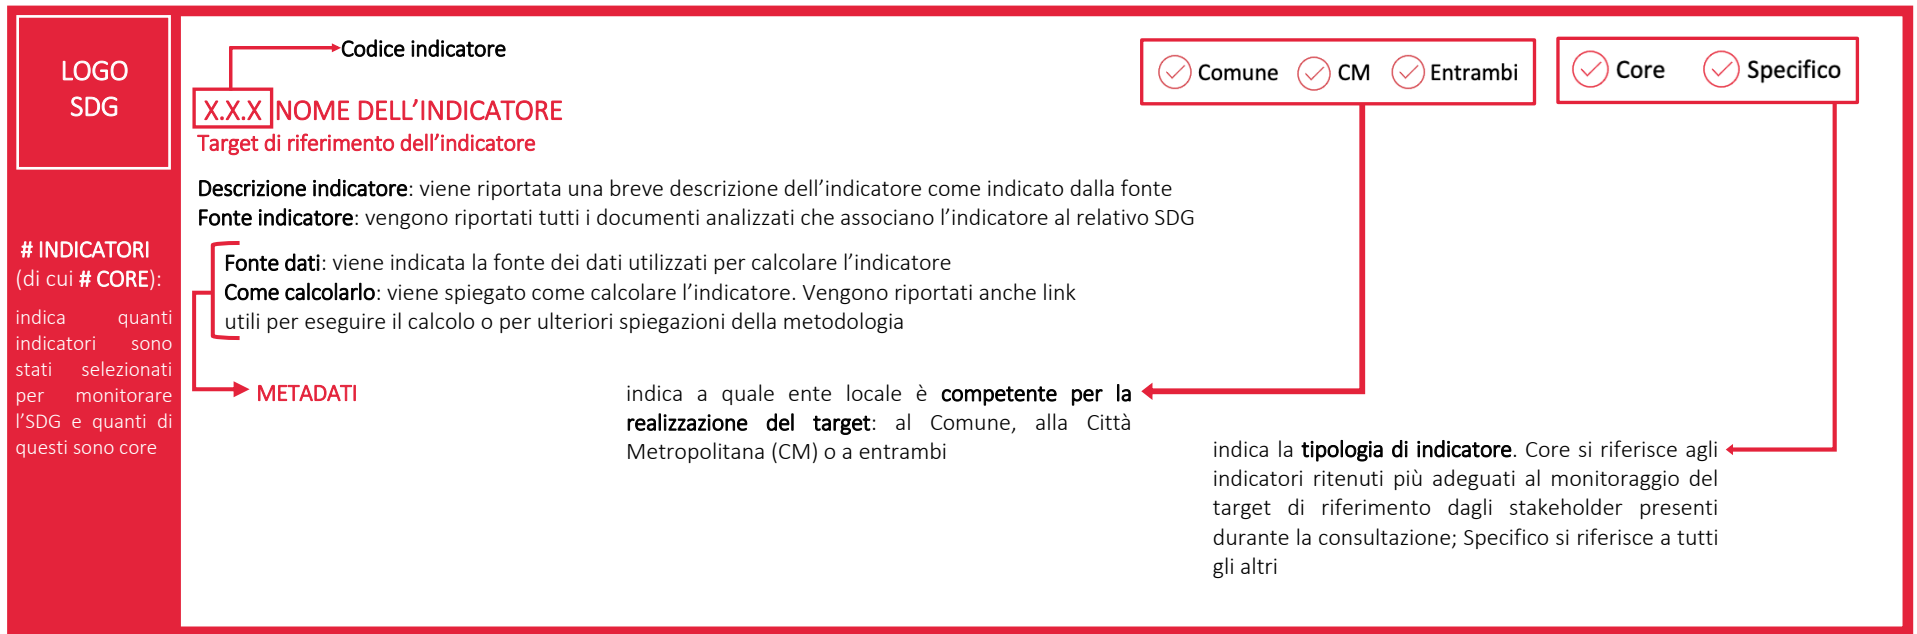 LOGO
SDG
# INDICATORI
(di cui # CORE):
indica quanti
indicatori sono
stati selezionati
per monitorare
l’SDG e quanti di
questi sono core
Codice indicatore
X.X.X NOME DELL’INDICATORE
Target di riferimento dell’indicatore
Comune CM Entrambi
Core Specifico
Descrizione indicatore: viene riportata una breve descrizione dell’indicatore come indicato dalla fonte
Fonte indicatore: vengono riportati tutti i documenti analizzati che associano l’indicatore al relativo SDG
Fonte dati: viene indicata la fonte dei dati utilizzati per calcolare l’indicatore
Come calcolarlo: viene spiegato come calcolare l’indicatore. Vengono riportati anche link
utili per eseguire il calcolo o per ulteriori spiegazioni della metodologia
METADATI
indica a quale ente locale è competente per la
realizzazione del target: al Comune, alla Città
Metropolitana (CM) o a entrambi
indica la tipologia di indicatore. Core si riferisce agli
indicatori ritenuti più adeguati al monitoraggio del
target di riferimento dagli stakeholder presenti
durante la consultazione; Specifico si riferisce a tutti
gli altri